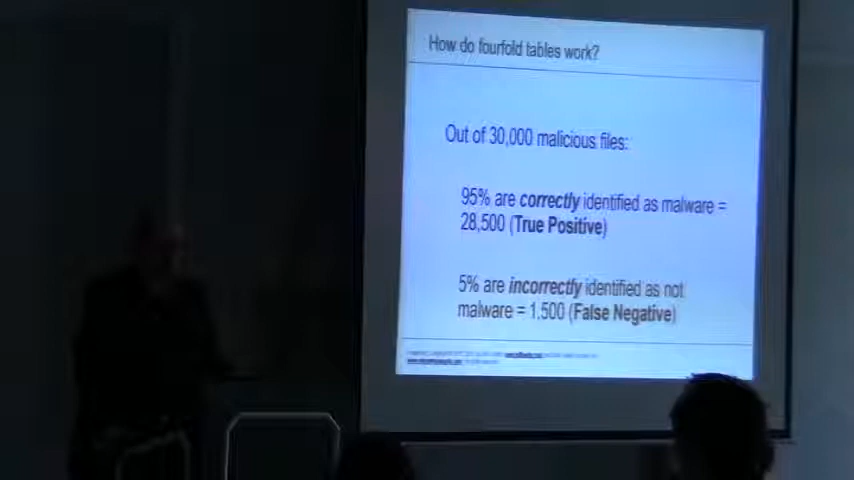 How do fourfold tables work?
Out of 30,000 malicious files:
95% are correctly identified as malware =
28,500 (True Positive)
5% are incorrectly identified as not
malware = 1,500 (False Negative)